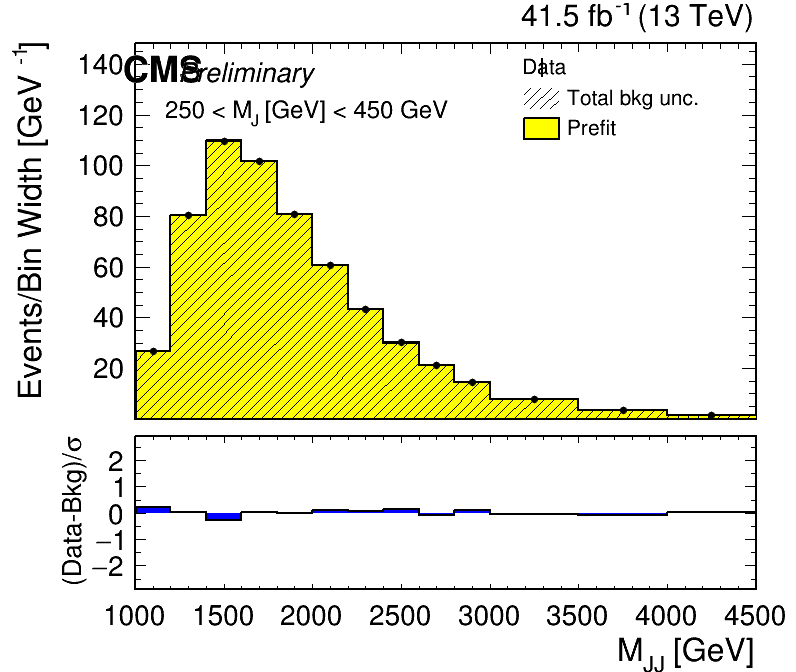 41.5 fb⁻¹ (13 TeV)
Events/Bin Width [GeV⁻¹]
140
120
100
80
60
40
20
CMS Preliminary
250 < M_J [GeV] < 450 GeV
Data
Total bkg unc.
Prefit
(Data-Bkg)/σ
2
1
0
−1
−2
1000 1500 2000 2500 3000 3500 4000 4500
M_JJ [GeV]